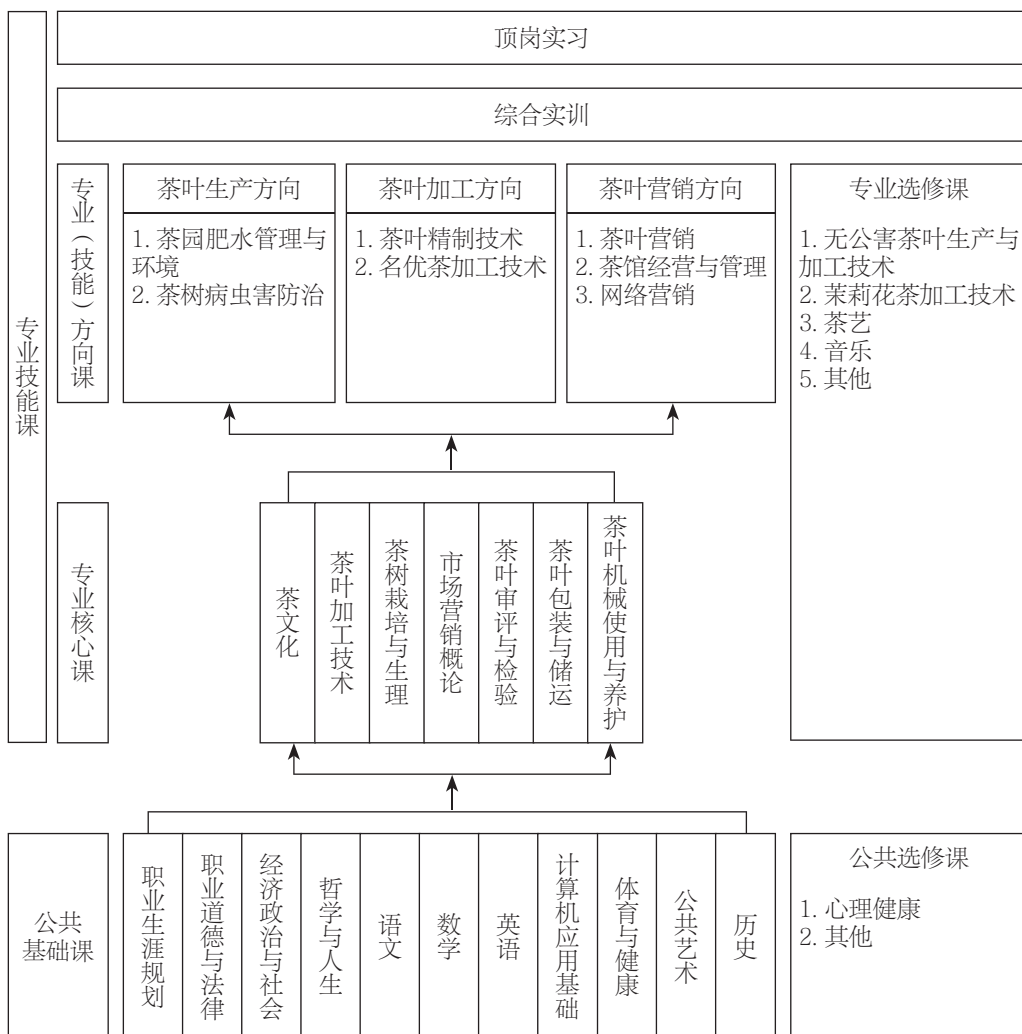 顶岗实习
综合实训
专业技能课
专业（技能）方向课
茶叶生产方向
1. 茶园肥水管理与
环境
2. 茶树病虫害防治
茶叶加工方向
1. 茶叶精制技术
2. 名优茶加工技术
茶叶营销方向
1. 茶叶营销
2. 茶馆经营与管理
3. 网络营销
专业选修课
1. 无公害茶叶生产与
加工技术
2. 茉莉花茶加工技术
3. 茶艺
4. 音乐
5. 其他
专业核心课
茶文化
茶叶加工技术
茶树栽培与生理
市场营销概论
茶叶审评与检验
茶叶包装与储运
茶叶机械使用与养护
公共
基础课
职业生涯规划
职业道德与法律
经济政治与社会
哲学与人生
语文
数学
英语
计算机应用基础
体育与健康
公共艺术
历史
公共选修课
1. 心理健康
2. 其他